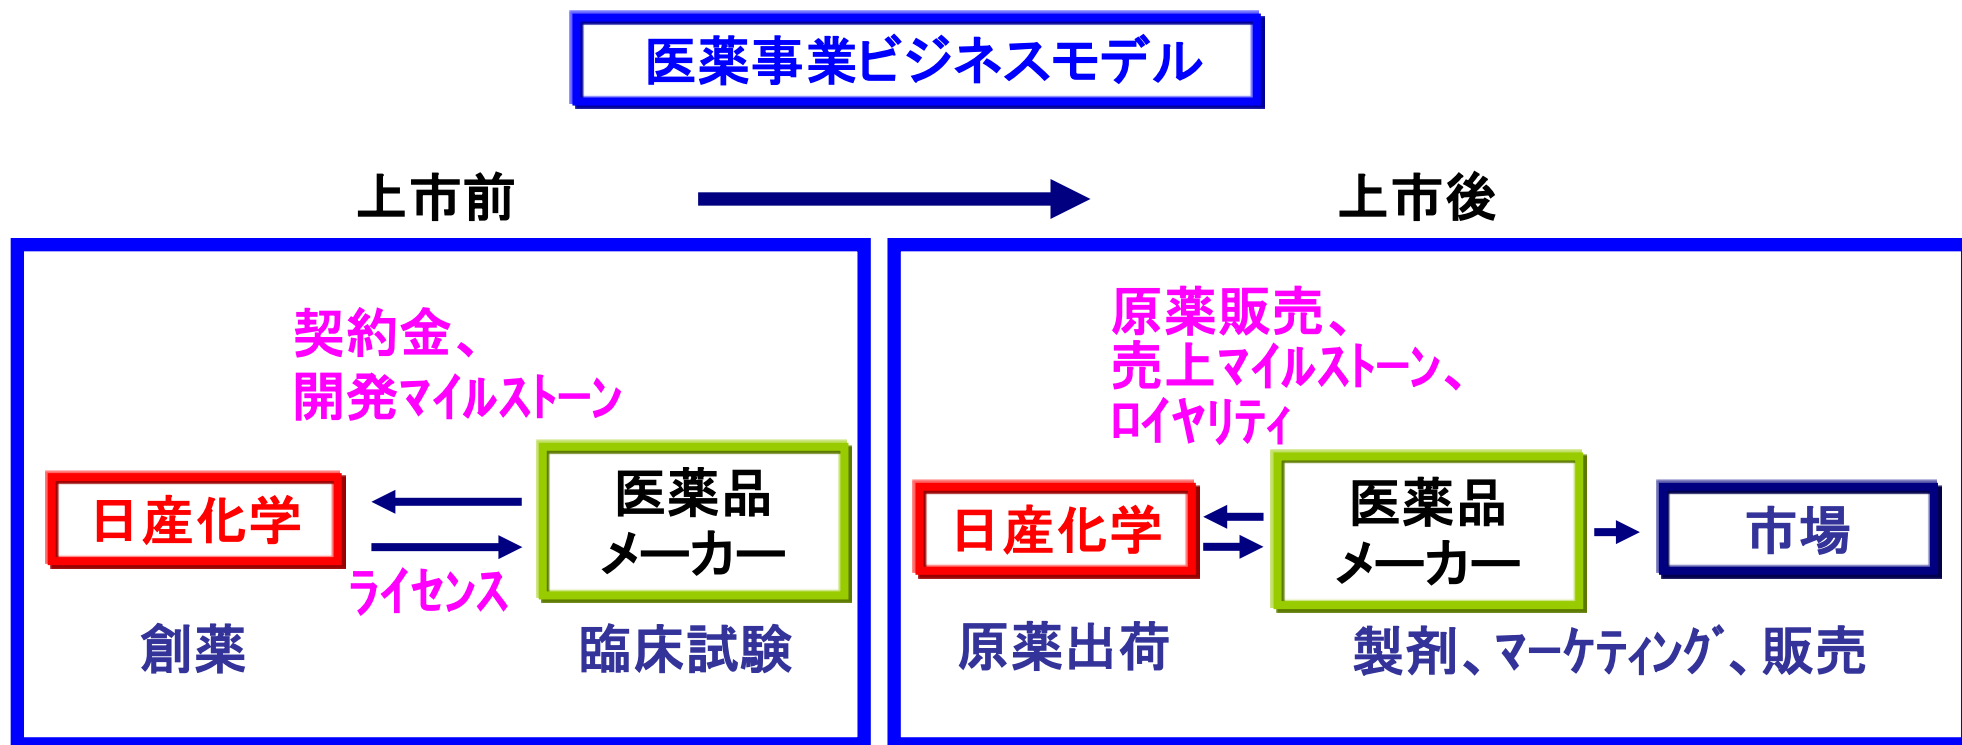 医薬事業ビジネスモデル
上市前
上市後
契約金、
開発マイルストーン
日産化学
医薬品
メーカー
ライセンス
創薬
臨床試験
原薬販売、
売上マイルストーン、
ロイヤリティ
日産化学
医薬品
メーカー
市場
原薬出荷
製剤、マーケティング、販売